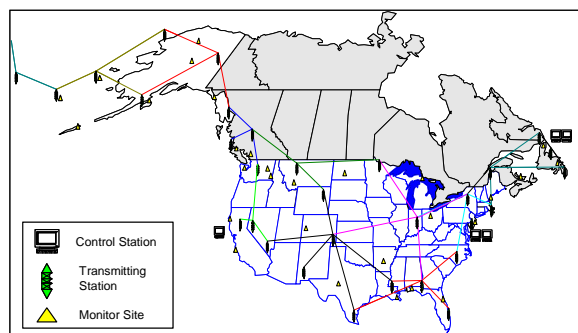 Control Station
Transmitting
Station
Monitor Site